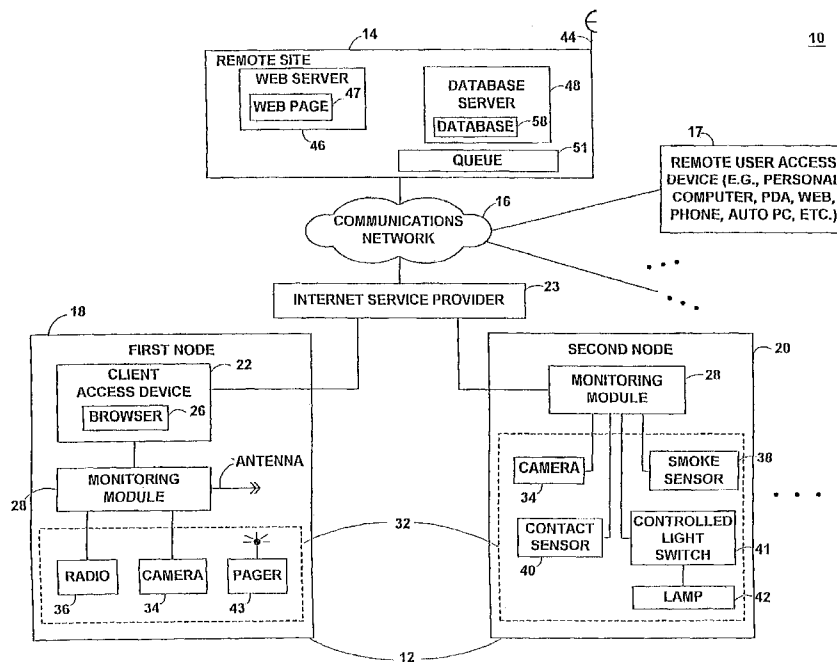 14
44
10
REMOTE SITE
WEB SERVER
47
WEB PAGE
46
DATABASE
SERVER
48
DATABASE
58
51
QUEUE
17
REMOTE USER ACCESS
DEVICE (E.G., PERSONAL
COMPUTER, PDA, WEB,
PHONE, AUTO PC, ETC.)
16
COMMUNICATIONS
NETWORK
INTERNET SERVICE PROVIDER
23
18
FIRST NODE
22
CLIENT
ACCESS DEVICE
BROWSER
26
ANTENNA
28
MONITORING
MODULE
RADIO
36
CAMERA
34
PAGER
43
32
12
SECOND NODE
20
MONITORING
MODULE
28
CAMERA
34
SMOKE
SENSOR
38
CONTACT
SENSOR
40
CONTROLLED
LIGHT
SWITCH
41
LAMP
42